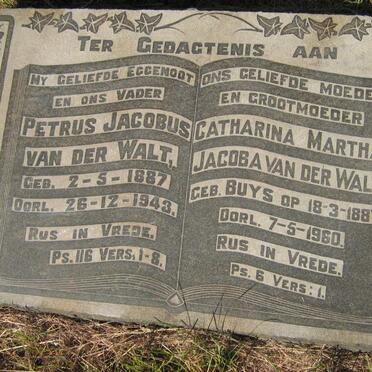 Ter Gedagtenis aan
My geliefde eggenoot
en ons vader
Petrus Jacobus
van der Walt,
Geb. 2-5-1887
Oorl. 26-12-1943.
Rus in Vrede.
Ps. 116 Vers: 1-8.
Ons geliefde moede
en grootmoeder
Catharina Martha
Jacoba van der Wal
geb. Buys op 18-3-188
Oorl. 7-5-1960.
Rus in Vrede.
Ps. 6 Vers: 1.